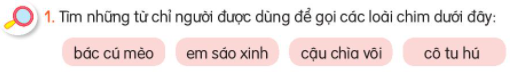 1. Tìm những từ chỉ người được dùng để gọi các loài chim dưới đây:
bác cú mèo em sáo xinh cậu chìa vôi cô tu hú